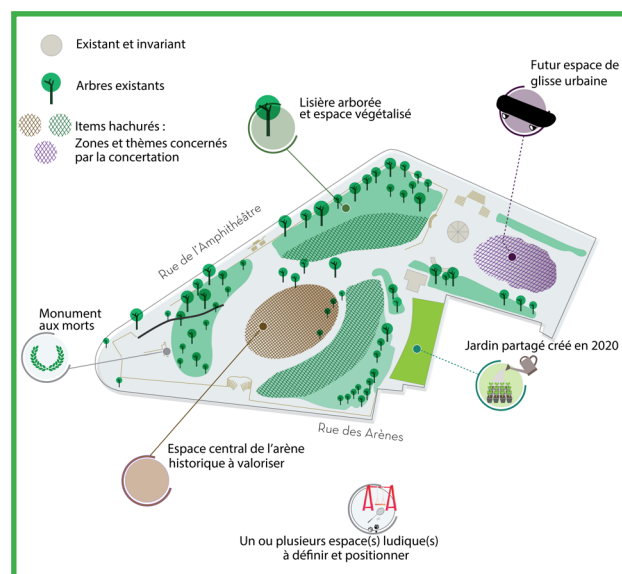 Existant et invariant
Arbres existants
Items hachurés :
Zones et thèmes concernés
par la concertation
Lisière arborée
et espace végétalisé
Futur espace de
glisse urbaine
Rue de l'Amphithéâtre
Monument
aux morts
Jardin partagé créé en 2020
Rue des Arènes
Espace central de l'arène
historique à valoriser
Un ou plusieurs espace(s) ludique(s)
à définir et positionner